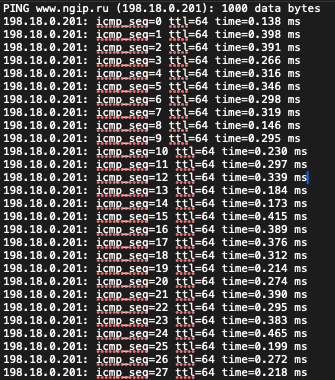 PING www.ngip.ru (198.18.0.201): 1000 data bytes
198.18.0.201: icmp_seq=0 ttl=64 time=0.138 ms
198.18.0.201: icmp_seq=1 ttl=64 time=0.398 ms
198.18.0.201: icmp_seq=2 ttl=64 time=0.391 ms
198.18.0.201: icmp_seq=3 ttl=64 time=0.266 ms
198.18.0.201: icmp_seq=4 ttl=64 time=0.316 ms
198.18.0.201: icmp_seq=5 ttl=64 time=0.346 ms
198.18.0.201: icmp_seq=6 ttl=64 time=0.298 ms
198.18.0.201: icmp_seq=7 ttl=64 time=0.319 ms
198.18.0.201: icmp_seq=8 ttl=64 time=0.146 ms
198.18.0.201: icmp_seq=9 ttl=64 time=0.295 ms
198.18.0.201: icmp_seq=10 ttl=64 time=0.230 ms
198.18.0.201: icmp_seq=11 ttl=64 time=0.297 ms
198.18.0.201: icmp_seq=12 ttl=64 time=0.339 ms
198.18.0.201: icmp_seq=13 ttl=64 time=0.184 ms
198.18.0.201: icmp_seq=14 ttl=64 time=0.173 ms
198.18.0.201: icmp_seq=15 ttl=64 time=0.415 ms
198.18.0.201: icmp_seq=16 ttl=64 time=0.389 ms
198.18.0.201: icmp_seq=17 ttl=64 time=0.376 ms
198.18.0.201: icmp_seq=18 ttl=64 time=0.312 ms
198.18.0.201: icmp_seq=19 ttl=64 time=0.214 ms
198.18.0.201: icmp_seq=20 ttl=64 time=0.274 ms
198.18.0.201: icmp_seq=21 ttl=64 time=0.390 ms
198.18.0.201: icmp_seq=22 ttl=64 time=0.295 ms
198.18.0.201: icmp_seq=23 ttl=64 time=0.383 ms
198.18.0.201: icmp_seq=24 ttl=64 time=0.465 ms
198.18.0.201: icmp_seq=25 ttl=64 time=0.199 ms
198.18.0.201: icmp_seq=26 ttl=64 time=0.272 ms
198.18.0.201: icmp_seq=27 ttl=64 time=0.218 ms